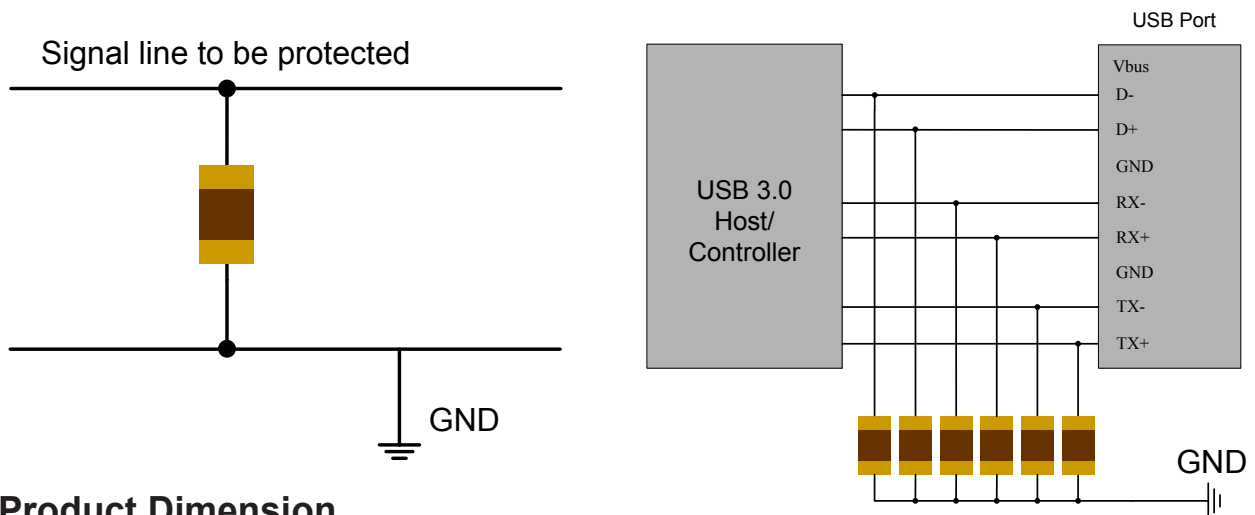 Signal line to be protected
GND
USB Port
USB 3.0
Host/
Controller
Vbus
D-
D+
GND
RX-
RX+
GND
TX-
TX+
GND
Product Dimension